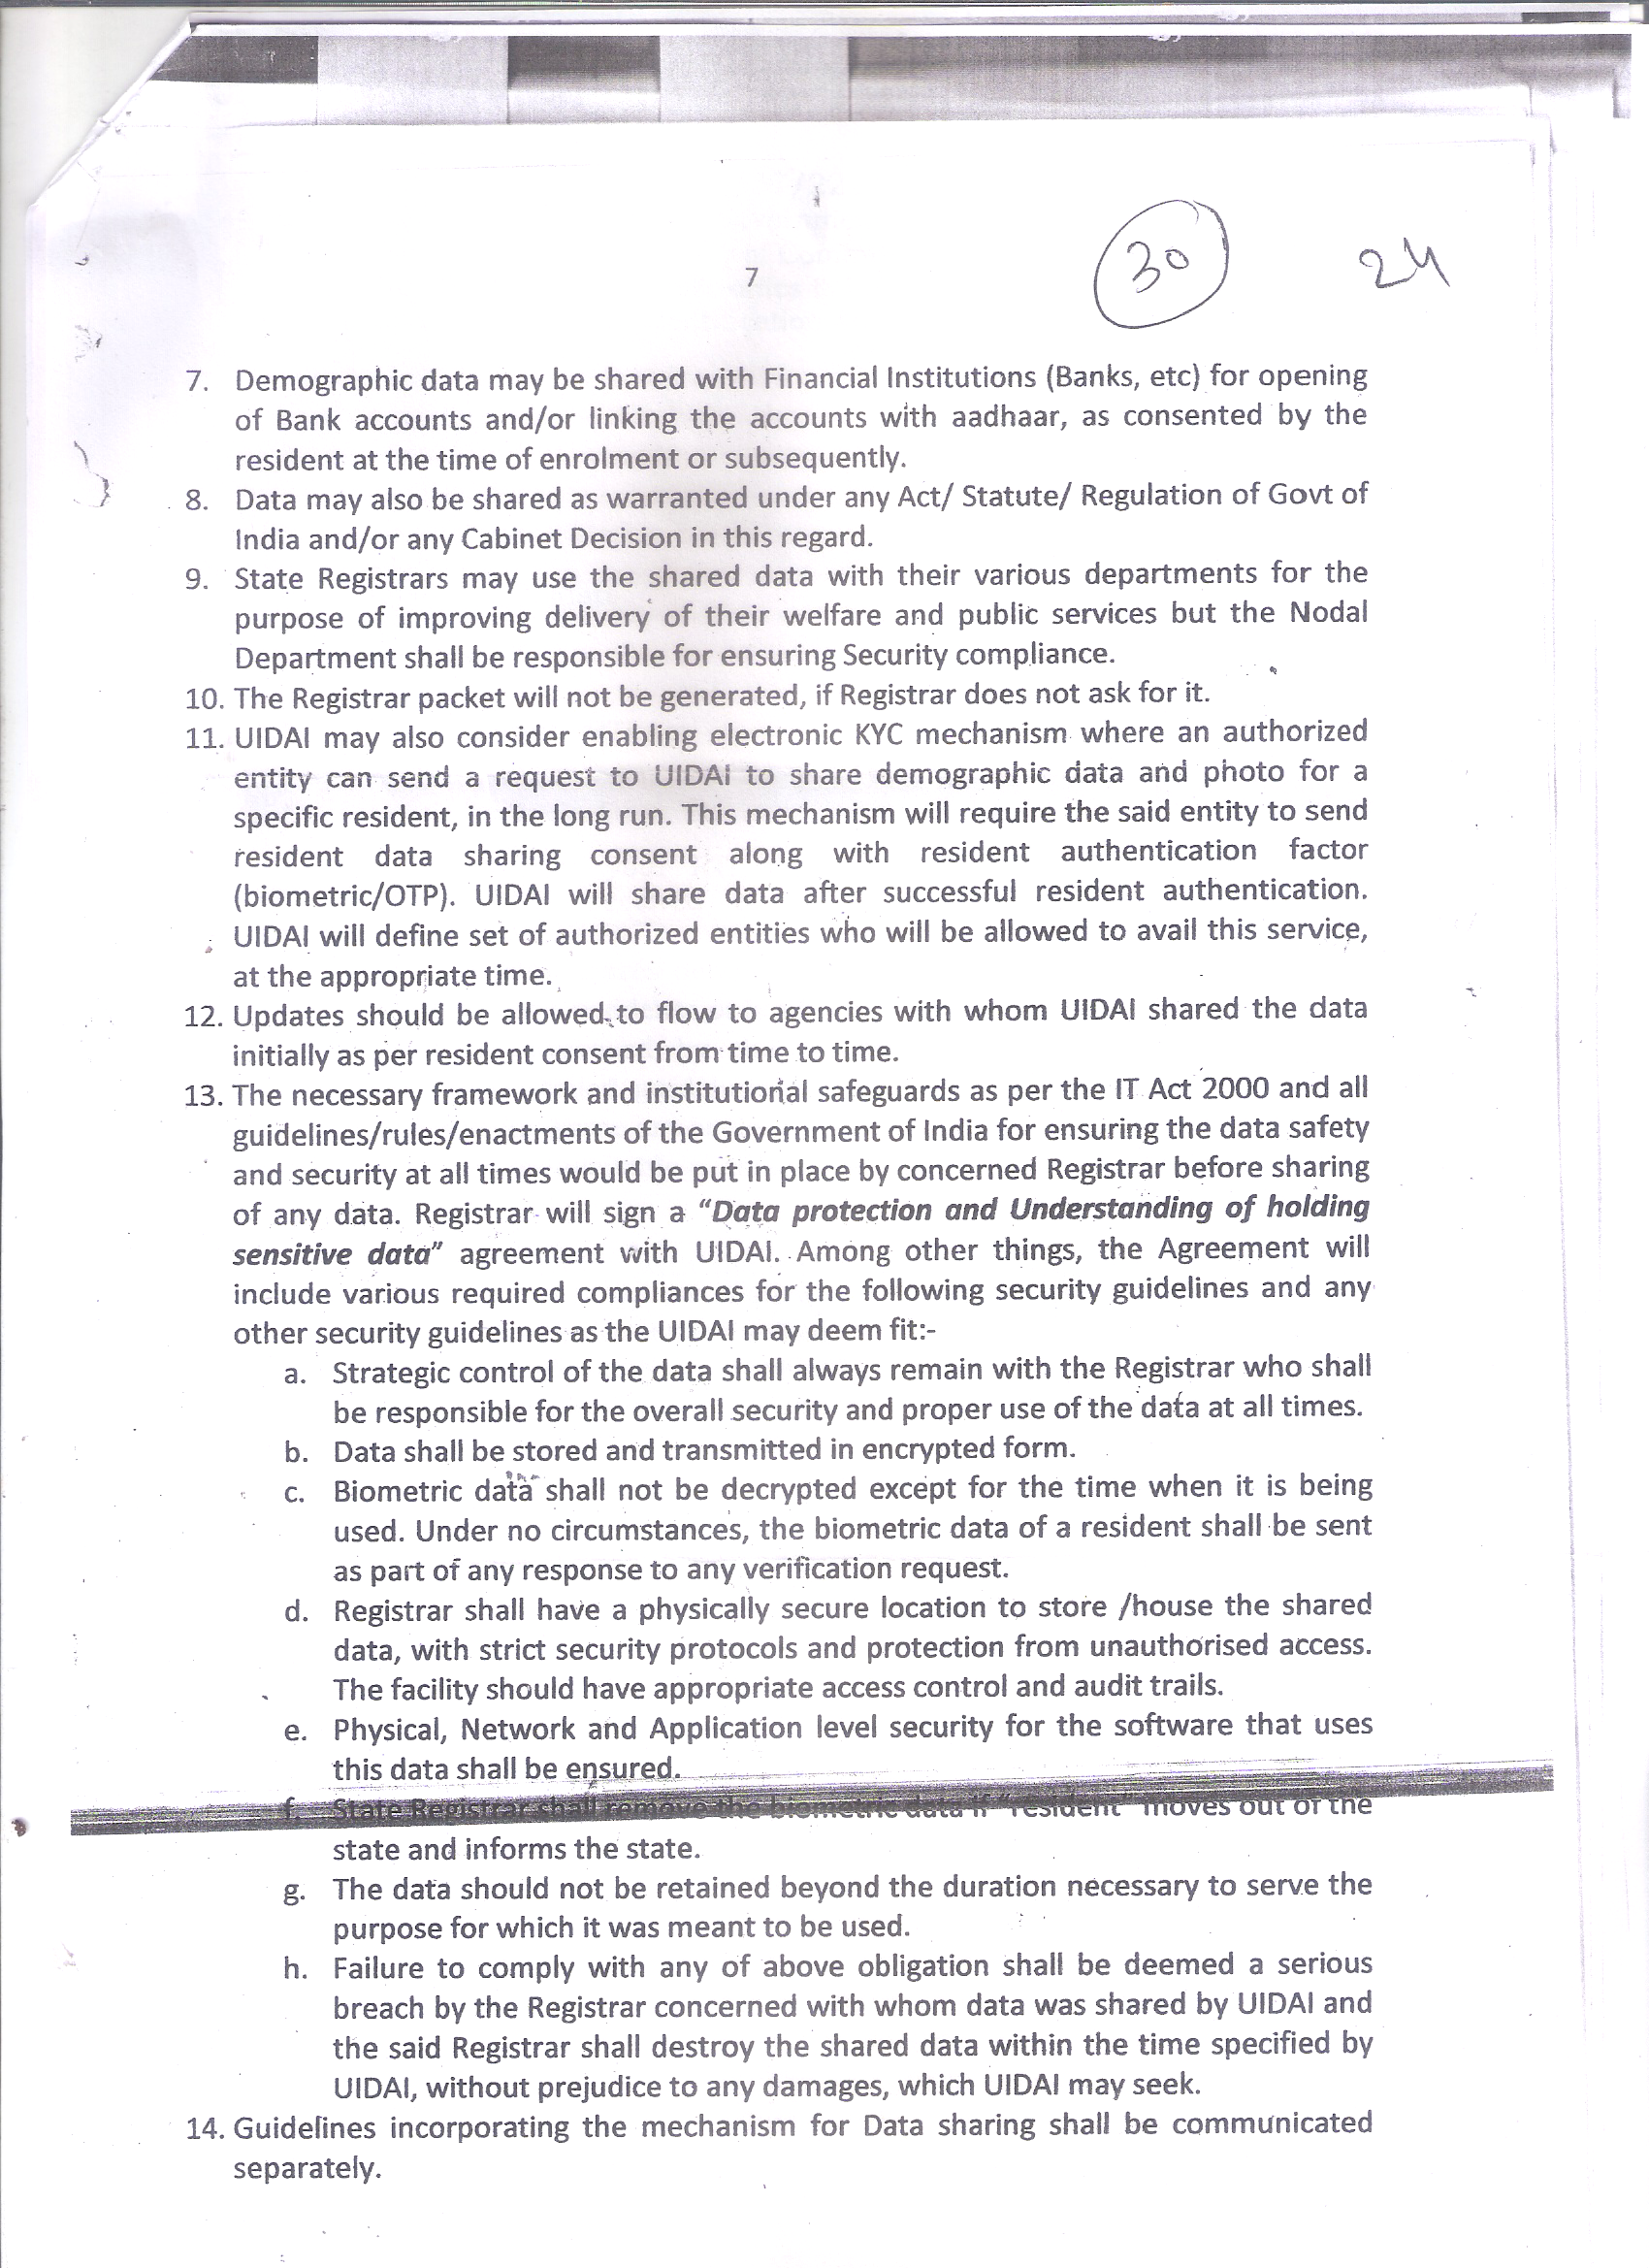 7
30
24
7. Demographic data may be shared with Financial Institutions (Banks, etc) for opening
of Bank accounts and/or linking the accounts with aadhaar, as consented by the
resident at the time of enrolment or subsequently.
8. Data may also be shared as warranted under any Act/ Statute/ Regulation of Govt of
India and/or any Cabinet Decision in this regard.
9. State Registrars may use the shared data with their various departments for the
purpose of improving delivery of their welfare and public services but the Nodal
Department shall be responsible for ensuring Security compliance.
10. The Registrar packet will not be generated, if Registrar does not ask for it.
11. UIDAI may also consider enabling electronic KYC mechanism where an authorized
entity can send a request to UIDAI to share demographic data and photo for a
specific resident, in the long run. This mechanism will require the said entity to send
resident data sharing consent along with resident authentication factor
(biometric/OTP). UIDAI will share data after successful resident authentication.
UIDAI will define set of authorized entities who will be allowed to avail this service,
at the appropriate time.
12. Updates should be allowed to flow to agencies with whom UIDAI shared the data
initially as per resident consent from time to time.
13. The necessary framework and institutional safeguards as per the IT Act 2000 and all
guidelines/rules/enactments of the Government of India for ensuring the data safety
and security at all times would be put in place by concerned Registrar before sharing
of any data. Registrar will sign a “Data protection and Understanding of holding
sensitive data” agreement with UIDAI. Among other things, the Agreement will
include various required compliances for the following security guidelines and any
other security guidelines as the UIDAI may deem fit:-
a. Strategic control of the data shall always remain with the Registrar who shall
be responsible for the overall security and proper use of the data at all times.
b. Data shall be stored and transmitted in encrypted form.
c. Biometric data shall not be decrypted except for the time when it is being
used. Under no circumstances, the biometric data of a resident shall be sent
as part of any response to any verification request.
d. Registrar shall have a physically secure location to store /house the shared
data, with strict security protocols and protection from unauthorised access.
The facility should have appropriate access control and audit trails.
e. Physical, Network and Application level security for the software that uses
this data shall be ensured.
f. State Registrar shall remove the biometric data if “resident” moves out of the
state and informs the state.
g. The data should not be retained beyond the duration necessary to serve the
purpose for which it was meant to be used.
h. Failure to comply with any of above obligation shall be deemed a serious
breach by the Registrar concerned with whom data was shared by UIDAI and
the said Registrar shall destroy the shared data within the time specified by
UIDAI, without prejudice to any damages, which UIDAI may seek.
14. Guidelines incorporating the mechanism for Data sharing shall be communicated
separately.